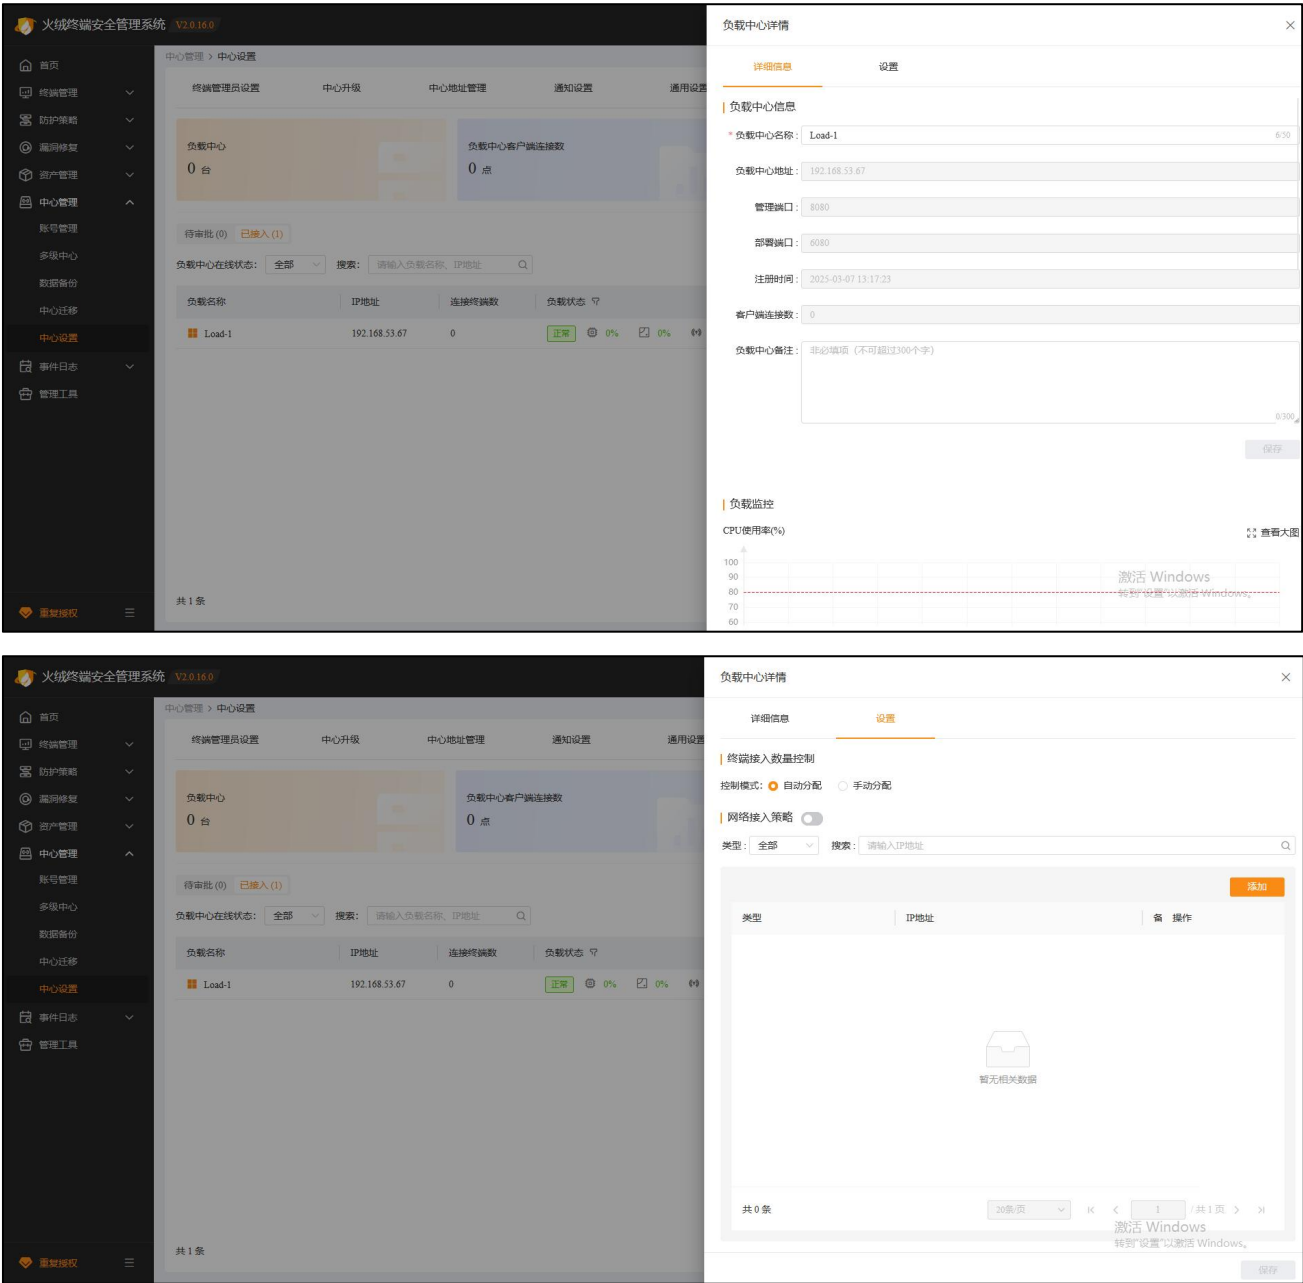 火绒终端安全管理系统 V2.0.16.0
首页
终端管理
防护策略
漏洞修复
资产管理
中心管理
账号管理
多级中心
数据备份
中心迁移
中心设置
事件日志
管理工具
重复授权
中心管理 > 中心设置
终端管理员设置 中心升级 中心地址管理 通知设置 通用设置
负载中心
0 台
负载中心客户端连接数
0 点
待审批 (0) 已接入 (1)
负载中心在线状态: 全部 搜索: 请输入负载名称、IP地址
负载名称 IP地址 连接终端数 负载状态
Load-1 192.168.53.67 0 正常 0% 0%
共 1 条
负载中心详情
详细信息 设置
负载中心信息
* 负载中心名称: Load-1 6/50
负载中心地址: 192.168.53.67
管理端口: 8080
部署端口: 6080
注册时间: 2025-03-07 13:17:23
客户端连接数: 0
负载中心备注: 非必填项（不可超过300个字）
0/300
保存
负载监控
CPU使用率(%) 查看大图
100
90
80
70
60
激活 Windows
转到"设置"以激活 Windows。
火绒终端安全管理系统 V2.0.16.0
首页
终端管理
防护策略
漏洞修复
资产管理
中心管理
账号管理
多级中心
数据备份
中心迁移
中心设置
事件日志
管理工具
重复授权
中心管理 > 中心设置
终端管理员设置 中心升级 中心地址管理 通知设置 通用设置
负载中心
0 台
负载中心客户端连接数
0 点
待审批 (0) 已接入 (1)
负载中心在线状态: 全部 搜索: 请输入负载名称、IP地址
负载名称 IP地址 连接终端数 负载状态
Load-1 192.168.53.67 0 正常 0% 0%
共 1 条
负载中心详情
详细信息 设置
终端接入数量控制
控制模式: 自动分配 手动分配
网络接入策略
类型: 全部 搜索: 请输入IP地址
添加
类型 IP地址 备 操作
暂无相关数据
共 0 条 20条/页 1 /共 1 页
激活 Windows
转到"设置"以激活 Windows。
保存